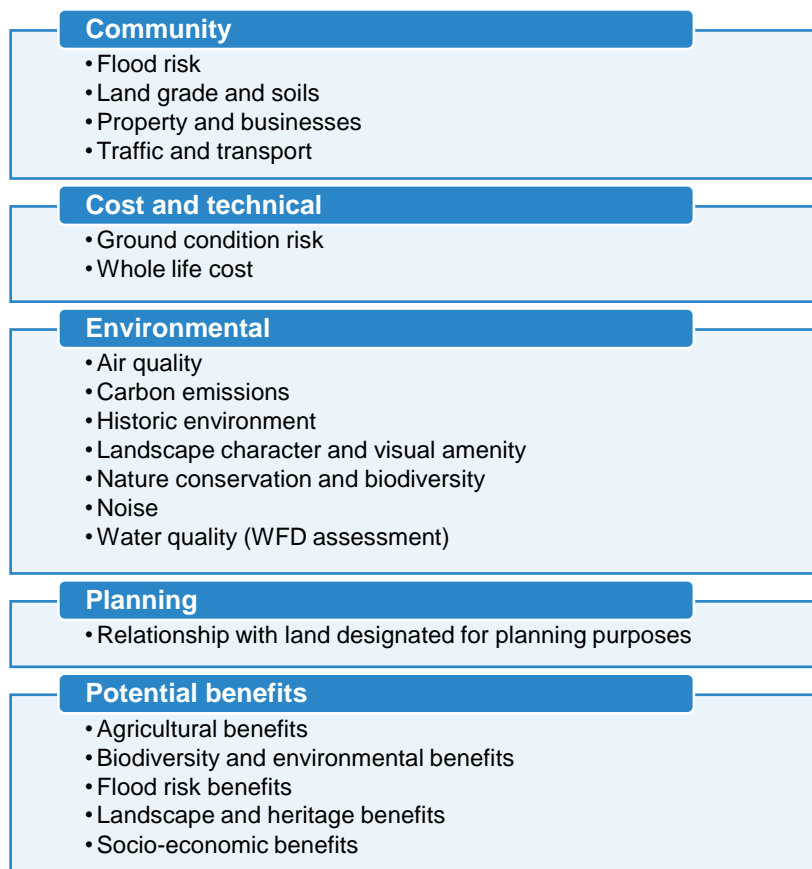 Community
• Flood risk
• Land grade and soils
• Property and businesses
• Traffic and transport
Cost and technical
• Ground condition risk
• Whole life cost
Environmental
• Air quality
• Carbon emissions
• Historic environment
• Landscape character and visual amenity
• Nature conservation and biodiversity
• Noise
• Water quality (WFD assessment)
Planning
• Relationship with land designated for planning purposes
Potential benefits
• Agricultural benefits
• Biodiversity and environmental benefits
• Flood risk benefits
• Landscape and heritage benefits
• Socio-economic benefits